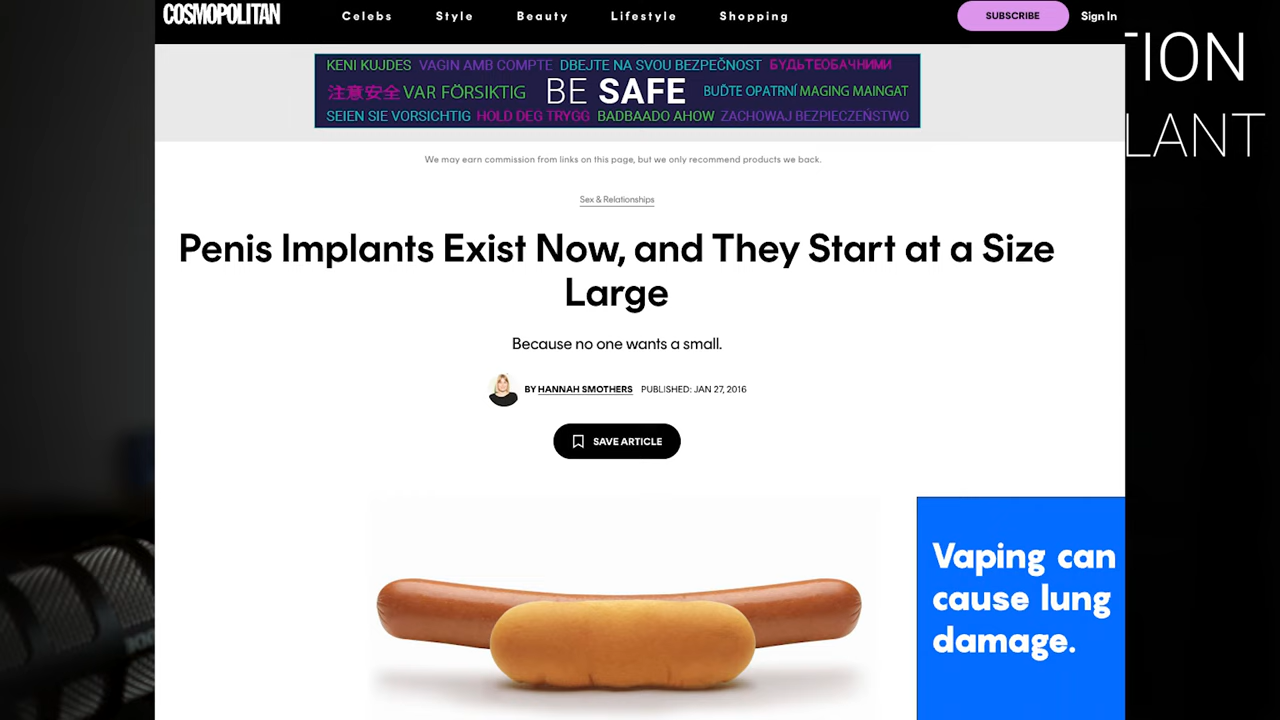 COSMOPOLITAN
Celebs Style Beauty Lifestyle Shopping
SUBSCRIBE Sign In
TION
LANT
KENI KUJDES VAGIN AMB COMPTE DBEJTE NA SVOU BEZPEČNOST БУДЬТЕОБАЧНИМИ
注意安全 VAR FÖRSIKTIG BE SAFE BUĎTE OPATRNÍ MAGING MAINGAT
SEIEN SIE VORSICHTIG HOLD DEG TRYGG BADBAADO AHOW ZACHOWAJ BEZPIECZEŃSTWO
We may earn commission from links on this page, but we only recommend products we back.
Sex & Relationships
Penis Implants Exist Now, and They Start at a Size
Large
Because no one wants a small.
BY HANNAH SMOTHERS PUBLISHED: JAN 27, 2016
SAVE ARTICLE
Vaping can
cause lung
damage.